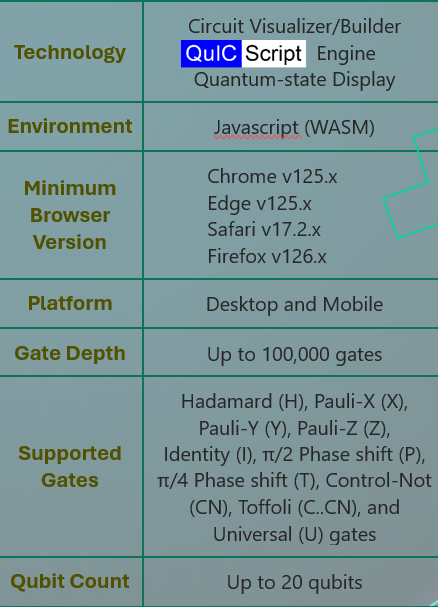 Technology
Circuit Visualizer/Builder
QuIC Script Engine
Quantum-state Display
Environment
Javascript (WASM)
Minimum
Browser
Version
Chrome v125.x
Edge v125.x
Safari v17.2.x
Firefox v126.x
Platform
Desktop and Mobile
Gate Depth
Up to 100,000 gates
Supported
Gates
Hadamard (H), Pauli-X (X),
Pauli-Y (Y), Pauli-Z (Z),
Identity (I), π/2 Phase shift (P),
π/4 Phase shift (T), Control-Not
(CN), Toffoli (C..CN), and
Universal (U) gates
Qubit Count
Up to 20 qubits